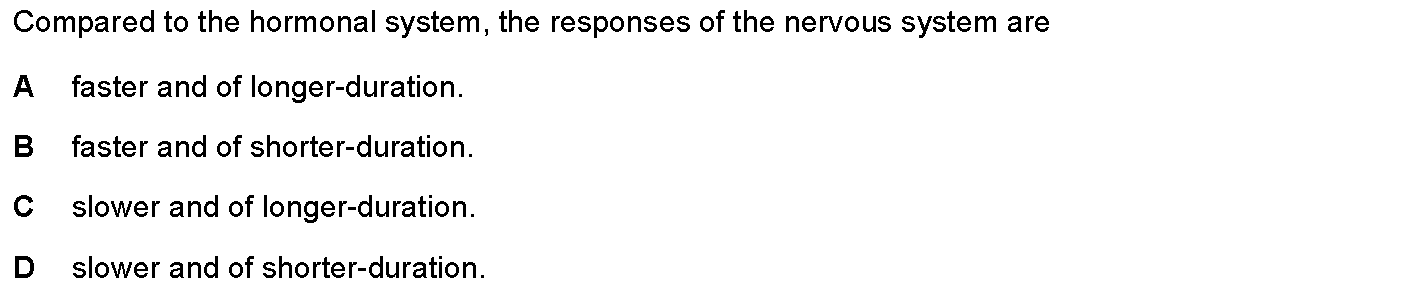 Compared to the hormonal system, the responses of the nervous system are
A faster and of longer-duration.
B faster and of shorter-duration.
C slower and of longer-duration.
D slower and of shorter-duration.